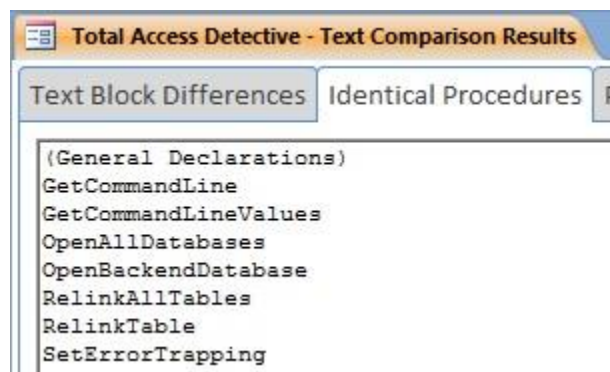 Total Access Detective - Text Comparison Results
Text Block Differences
Identical Procedures
(General Declarations)
GetCommandLine
GetCommandLineValues
OpenAllDatabases
OpenBackendDatabase
RelinkAllTables
RelinkTable
SetErrorTrapping